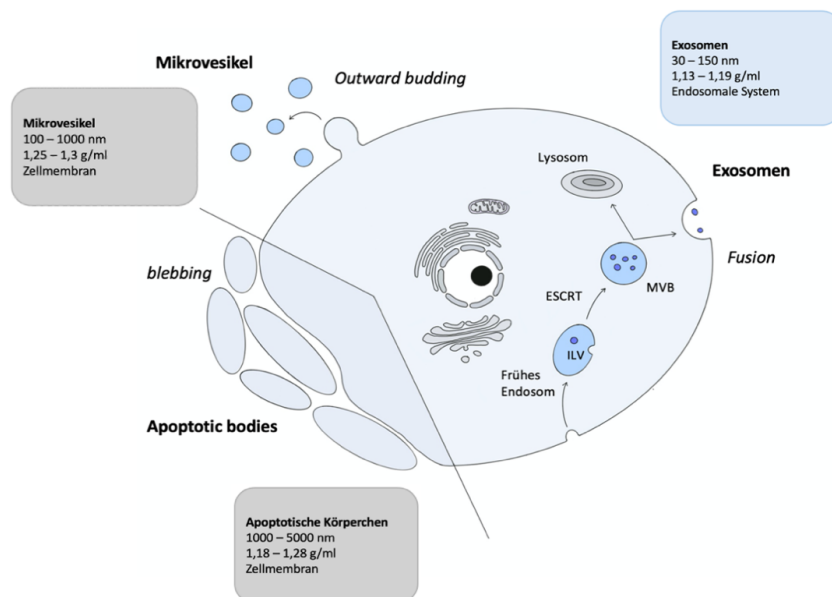 Mikrovesikel
Outward budding
Mikrovesikel
100 – 1000 nm
1,25 – 1,3 g/ml
Zellmembran
Exosomen
30 – 150 nm
1,13 – 1,19 g/ml
Endosomale System
Lysosom
Exosomen
Fusion
MVB
ESCRT
ILV
Frühes
Endosom
blebbing
Apoptotic bodies
Apoptotische Körperchen
1000 – 5000 nm
1,18 – 1,28 g/ml
Zellmembran